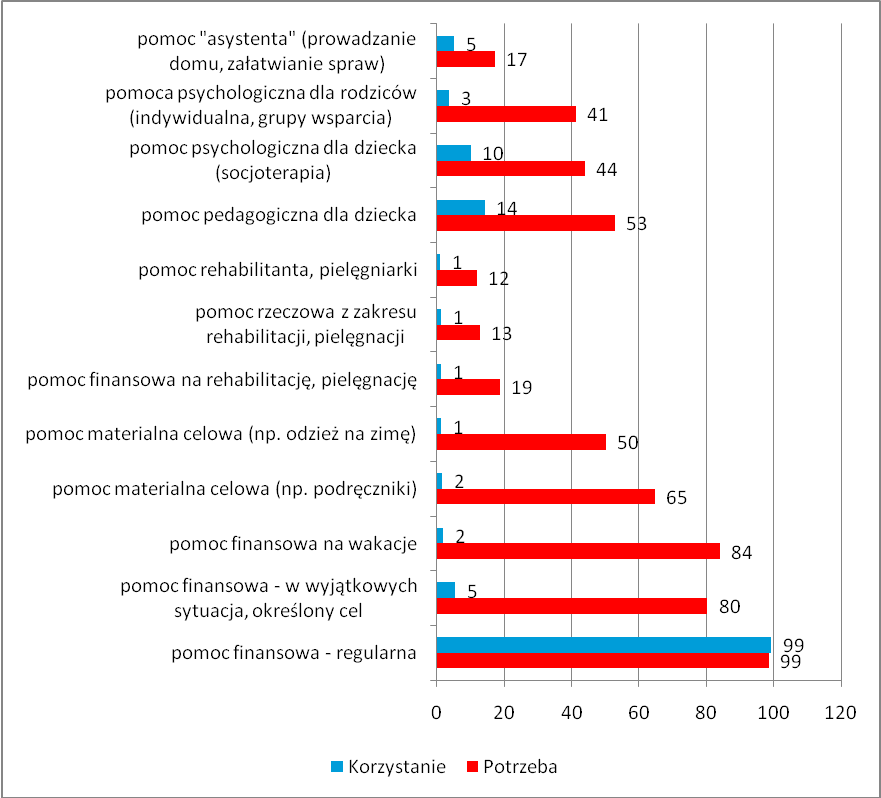 pomoc "asystenta" (prowadzanie
domu, załatwianie spraw)
5
17
pomoca psychologiczna dla rodziców
(indywidualna, grupy wsparcia)
3
41
pomoc psychologiczna dla dziecka
(socjoterapia)
10
44
pomoc pedagogiczna dla dziecka
14
53
pomoc rehabilitanta, pielęgniarki
1
12
pomoc rzeczowa z zakresu
rehabilitacji, pielęgnacji
1
13
pomoc finansowa na rehabilitację, pielęgnację
1
19
pomoc materialna celowa (np. odzież na zimę)
1
50
pomoc materialna celowa (np. podręczniki)
2
65
pomoc finansowa na wakacje
2
84
pomoc finansowa - w wyjątkowych
sytuacja, określony cel
5
80
pomoc finansowa - regularna
99
99
0 20 40 60 80 100 120
Korzystanie Potrzeba